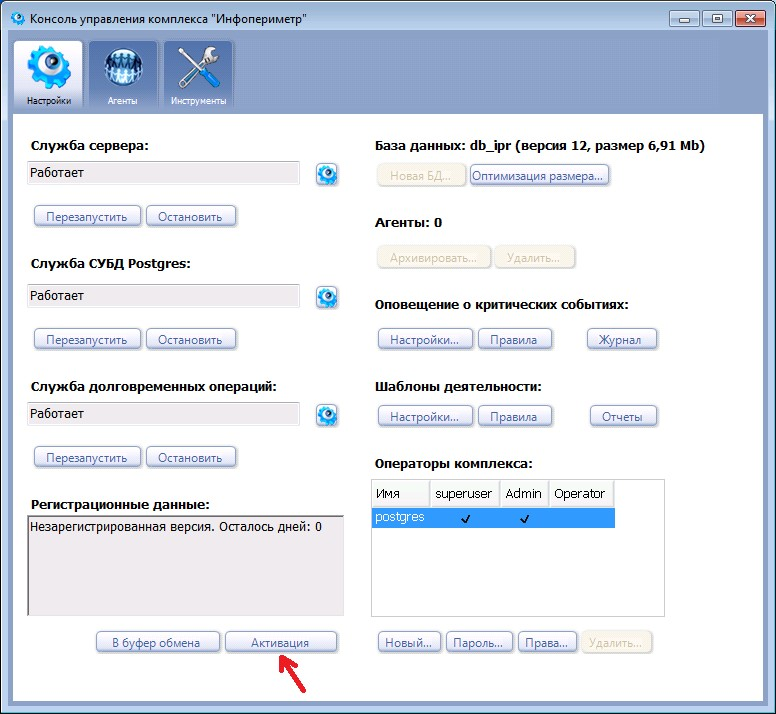 Консоль управления комплекса "Инфопериметр"
Настройки
Агенты
Инструменты
Служба сервера:
Работает
Перезапустить
Остановить
Служба СУБД Postgres:
Работает
Перезапустить
Остановить
Служба долговременных операций:
Работает
Перезапустить
Остановить
Регистрационные данные:
Незарегистрированная версия. Осталось дней: 0
В буфер обмена
Активация
База данных: db_ipr (версия 12, размер 6,91 Mb)
Новая БД...
Оптимизация размера...
Агенты: 0
Архивировать...
Удалить...
Оповещение о критических событиях:
Настройки...
Правила
Журнал
Шаблоны деятельности:
Настройки...
Правила
Отчеты
Операторы комплекса:
Имя superuser Admin Operator
postgres ✓ ✓
Новый...
Пароль...
Права...
Удалить...